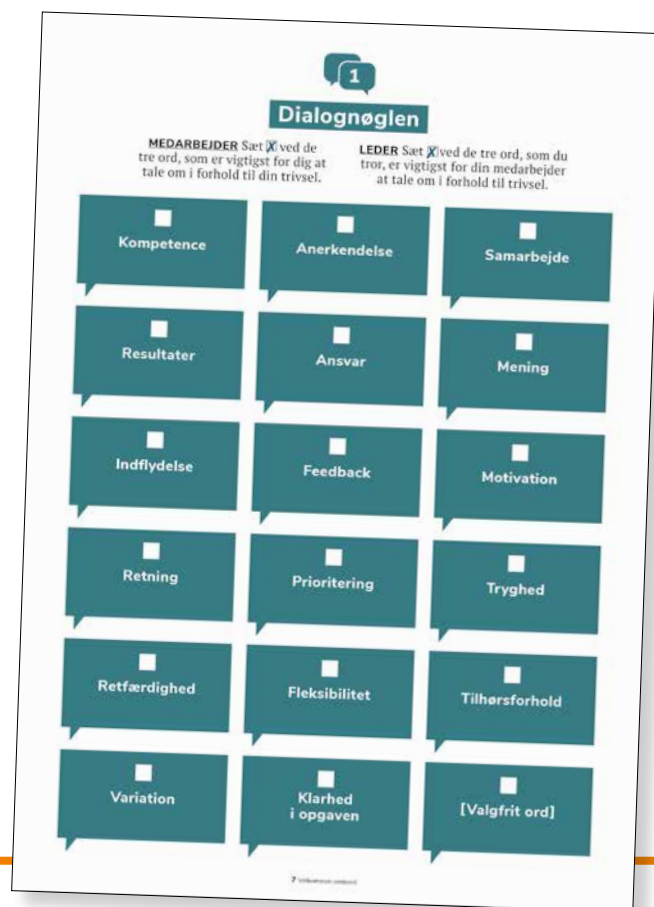 1
Dialognøglen
MEDARBEJDER Sæt X ved de
tre ord, som er vigtigst for dig at
tale om i forhold til din trivsel.
LEDER Sæt X ved de tre ord, som du
tror, er vigtigst for din medarbejder
at tale om i forhold til trivsel.
Kompetence
Anerkendelse
Samarbejde
Resultater
Ansvar
Mening
Indflydelse
Feedback
Motivation
Retning
Prioritering
Tryghed
Retfærdighed
Fleksibilitet
Tilhørsforhold
Variation
Klarhed
i opgaven
[Valgfrit ord]
7